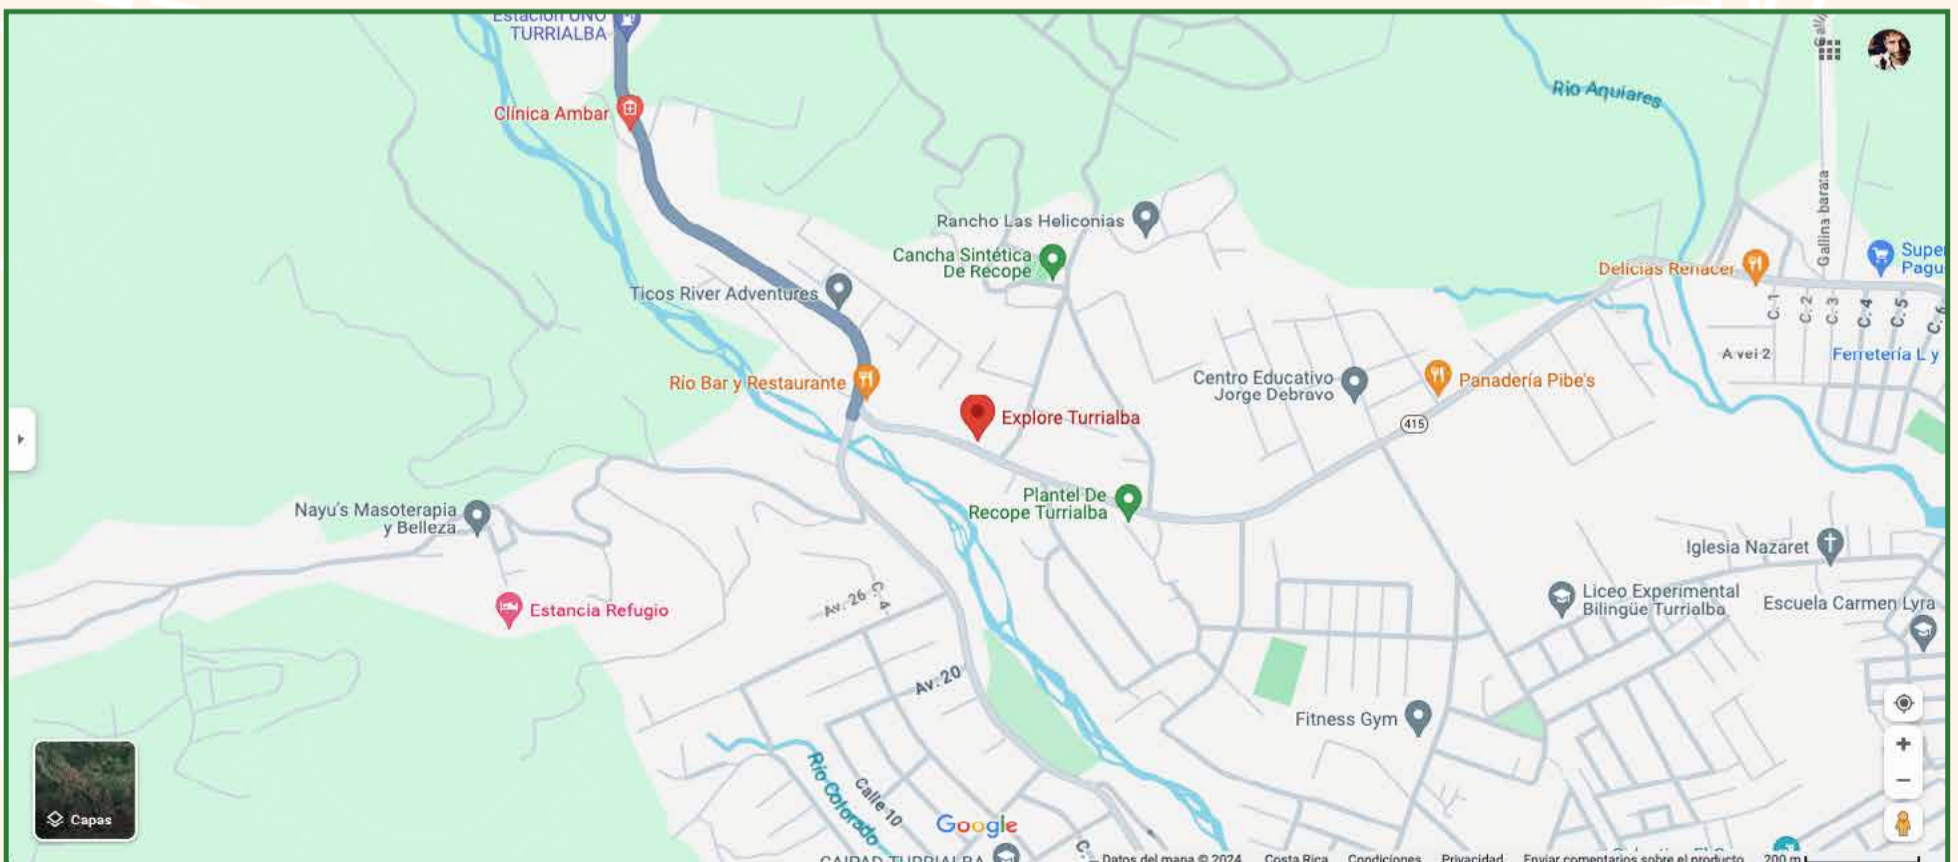 Estación UNO
TURRIALBA
Clínica Ambar
Río Aquiares
Gallina barata
Rancho Las Heliconias
Cancha Sintética
De Recope
Ticos River Adventures
Delicias Renacer
Super
Pagu
C. 1
C. 2
C. 3
C. 4
C. 5
C. 6
A vei 2
Ferretería L y
Río Bar y Restaurante
Explore Turrialba
Centro Educativo
Jorge Debravo
Panadería Pibe's
415
Nayu's Masoterapia
y Belleza
Plantel De
Recope Turrialba
Iglesia Nazaret
Liceo Experimental
Bilingüe Turrialba
Escuela Carmen Lyra
Estancia Refugio
Av. 26
C. 4
Av. 20
Fitness Gym
Río Colorado
Calle 10
Capas
Google
CAIPAD TURRIALBA
C.
Datos del mapa © 2024 Costa Rica Condiciones Privacidad Enviar comentarios sobre el producto 200 m